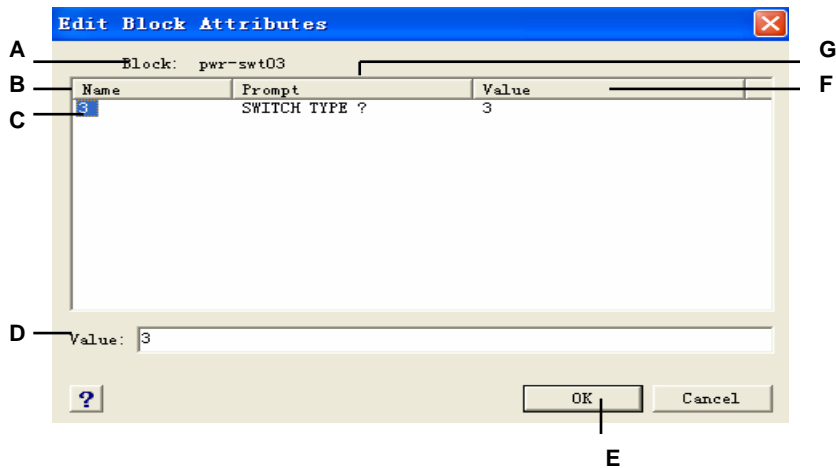 Edit Block Attributes
A
Block: pwr-swt03
G
B
Name Prompt Value
F
C
3 SWITCH TYPE ? 3
D
Value: 3
? OK Cancel
E